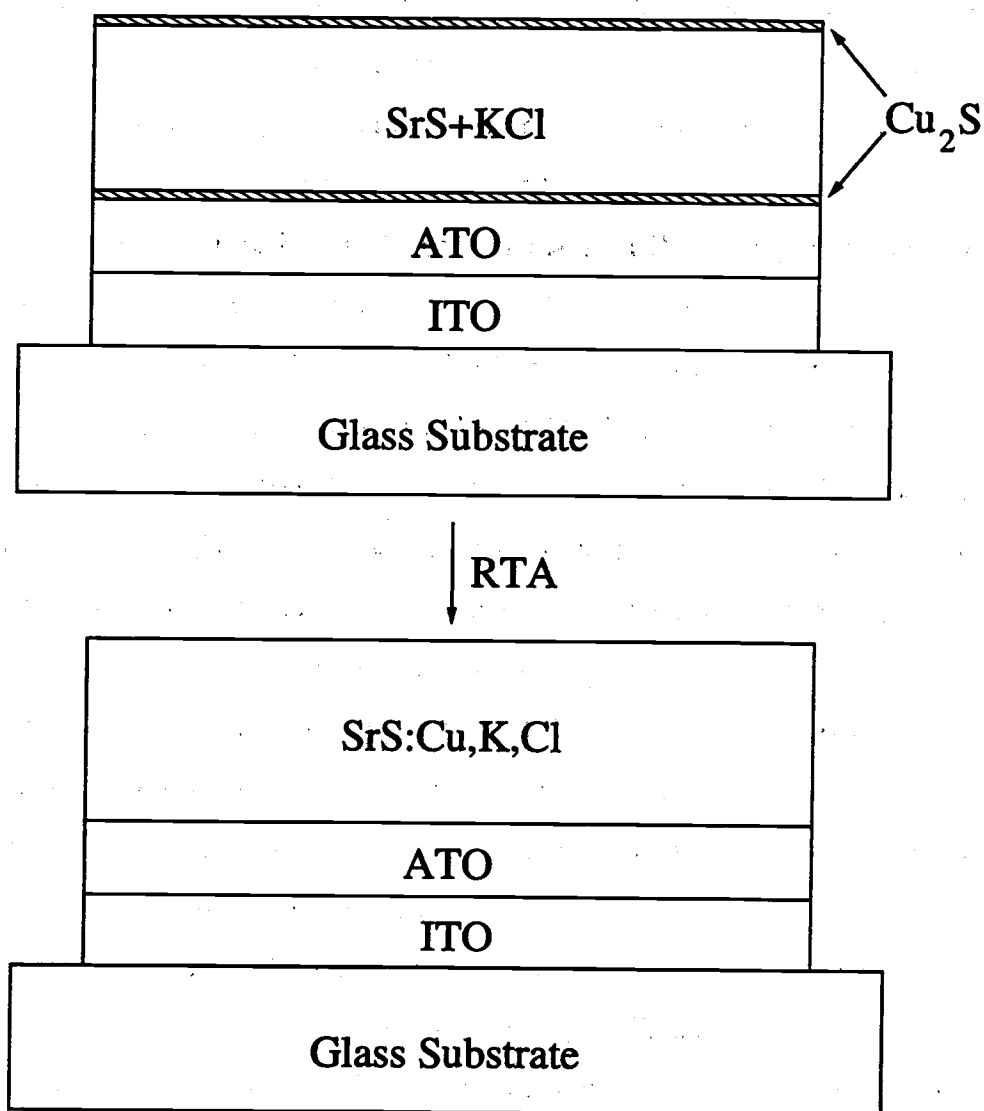 SrS+KCl
Cu₂S
ATO
ITO
Glass Substrate
RTA
SrS:Cu,K,Cl
ATO
ITO
Glass Substrate